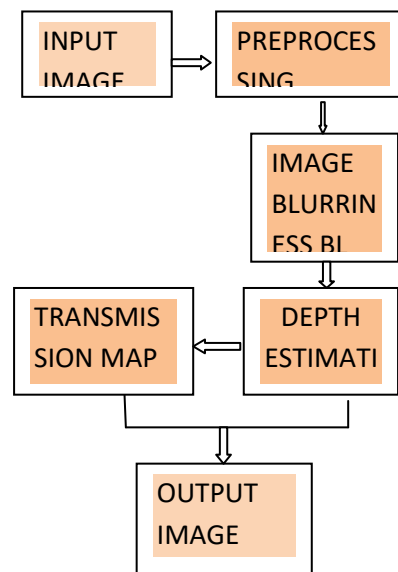 INPUT
IMAGE
PREPROCES
SING
IMAGE
BLURRIN
ESS BL
DEPTH
ESTIMATI
TRANSMIS
SION MAP
OUTPUT
IMAGE